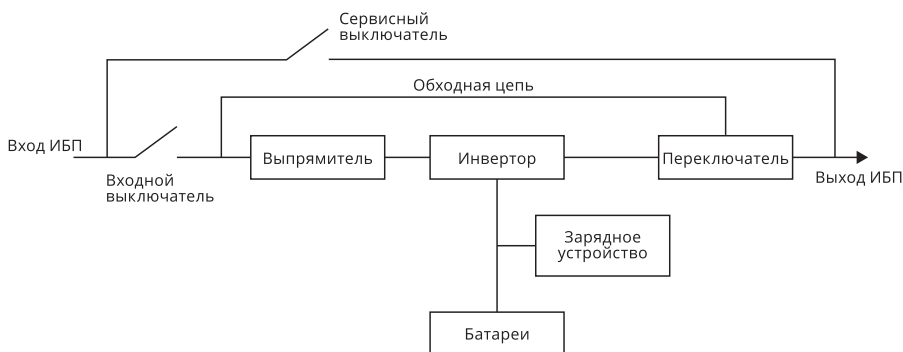 Сервисный
выключатель
Обходная цепь
Вход ИБП
Выпрямитель
Инвертор
Переключатель
Входной
выключатель
Выход ИБП
Зарядное
устройство
Батареи